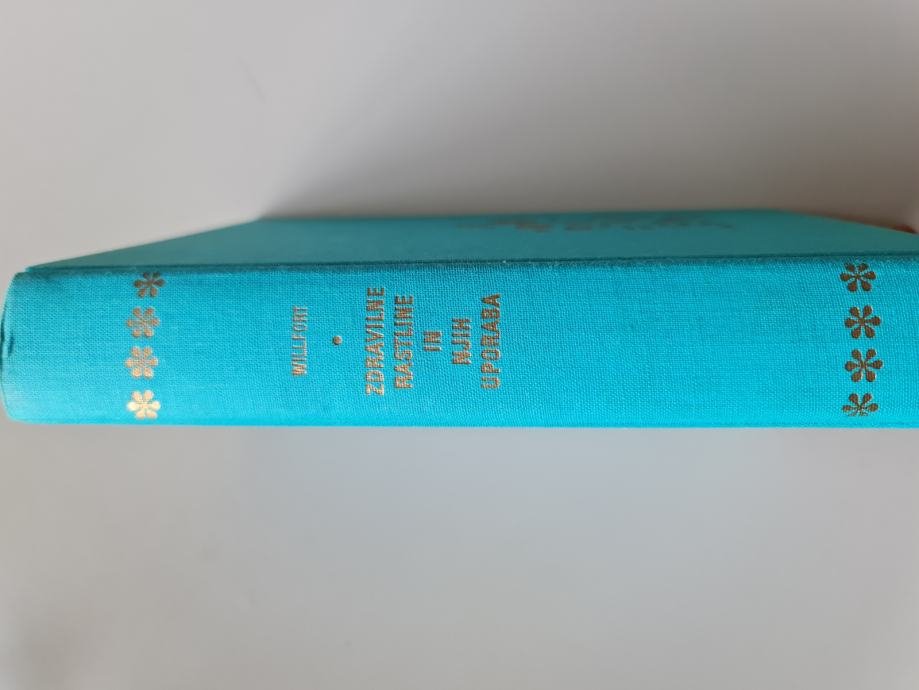 WILLFORT
ZDRAVILNE
RASTLINE
IN
NJIH
UPORABA